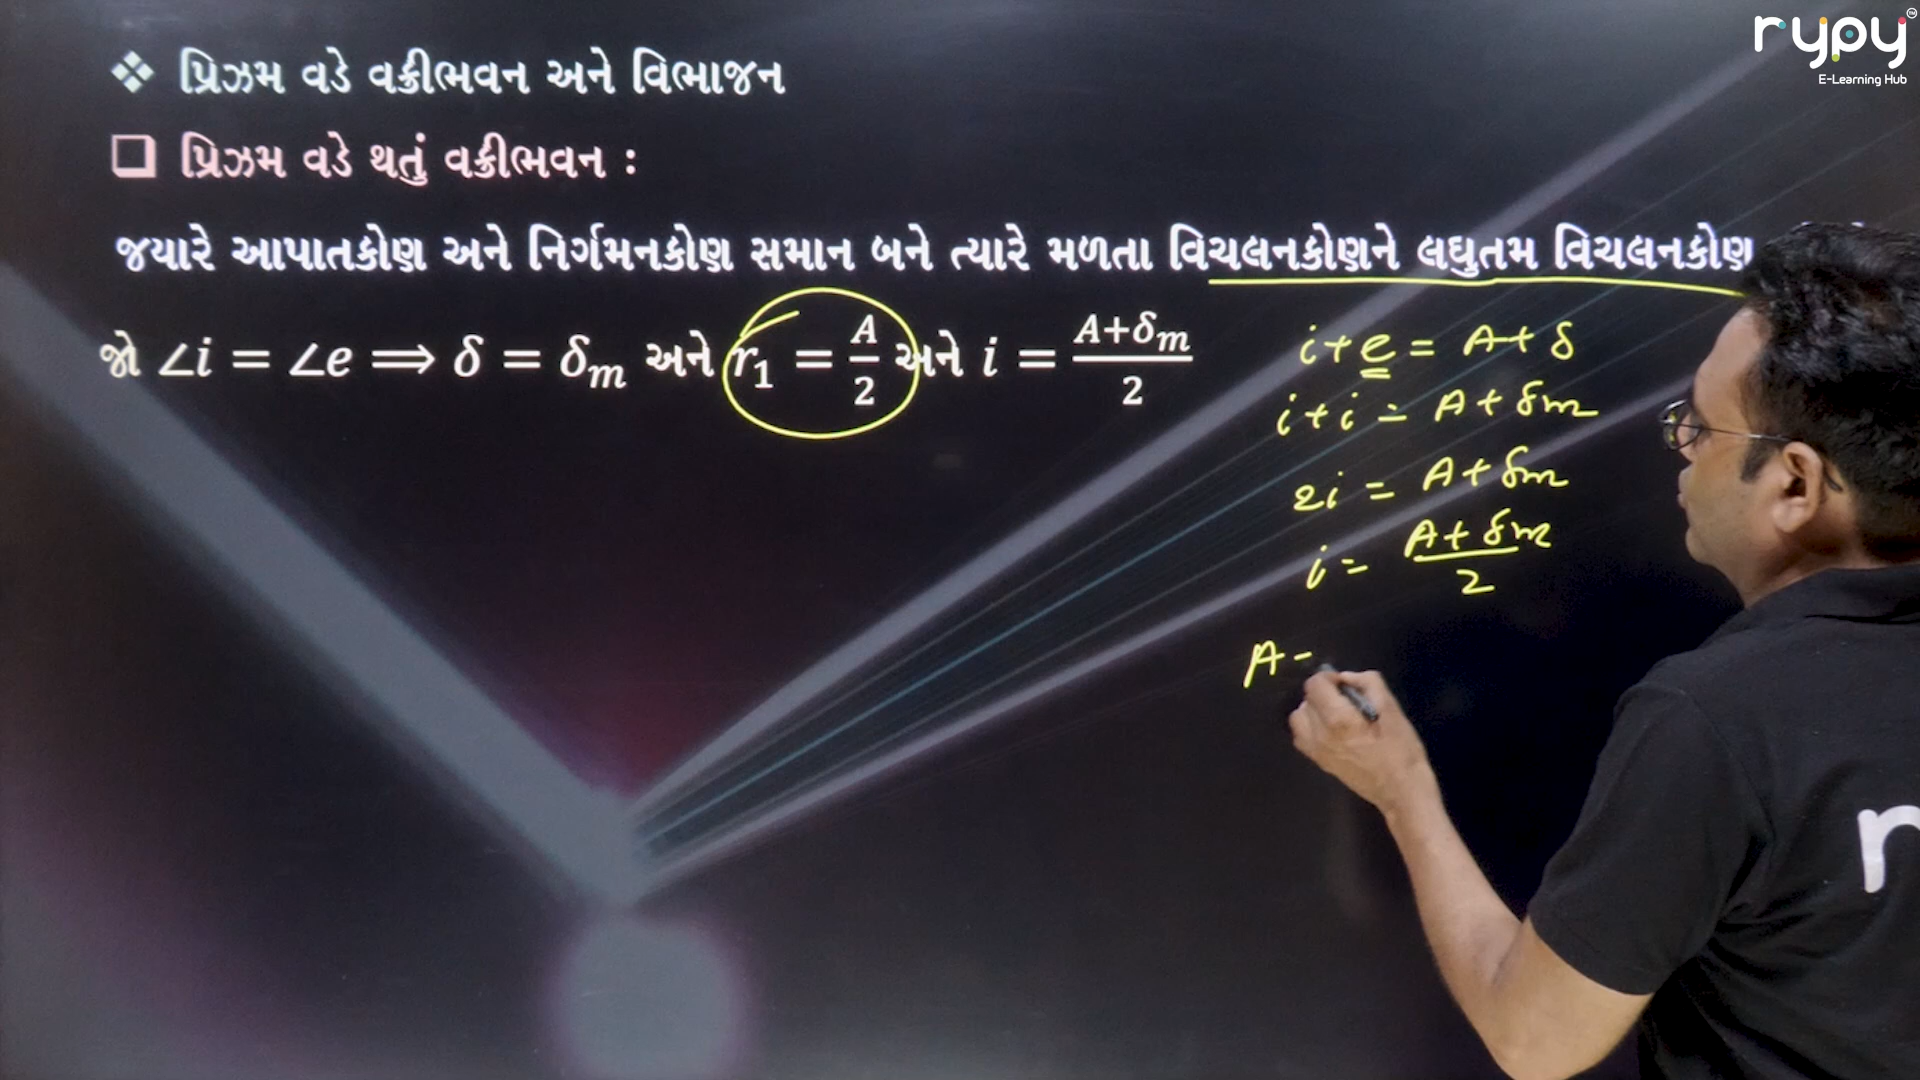 rypy™
E-Learning Hub
❖ પ્રિઝમ વડે વક્રીભવન અને વિભાજન
❑ પ્રિઝમ વડે થતું વક્રીભવન :
જયારે આપાતકોણ અને નિર્ગમનકોણ સમાન બને ત્યારે મળતા વિચલનકોણને લઘુતમ વિચલનકોણ
જો ∠i = ∠e ⟹ δ = δₘ અને r₁ = A/2 અને i = (A+δₘ)/2
i + e = A + δ
i + i = A + δm
2i = A + δm
i = (A + δm)/2
A -
r